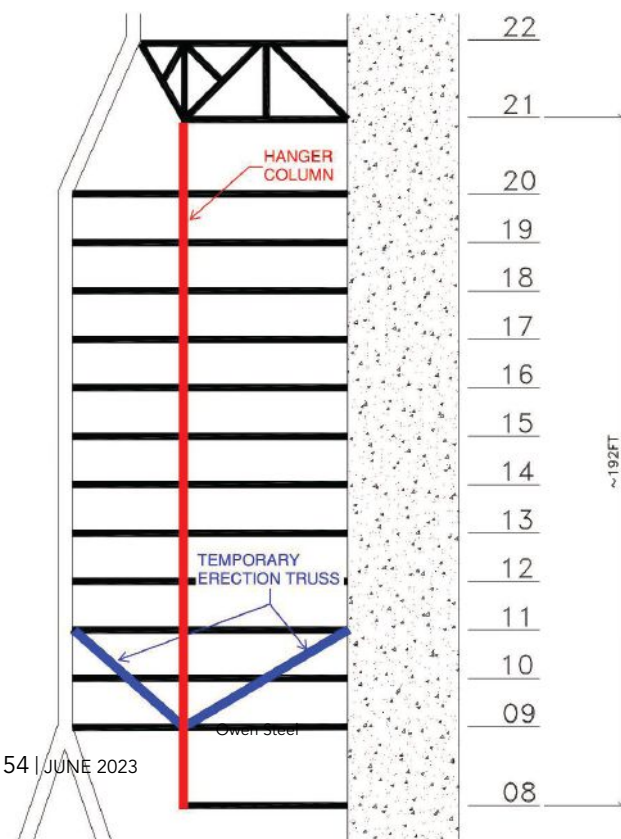 22
21
HANGER
COLUMN
20
19
18
17
16
15
14
13
~192FT
TEMPORARY
ERECTION TRUSS
12
11
10
09
Owen Steel
54 | JUNE 2023
08